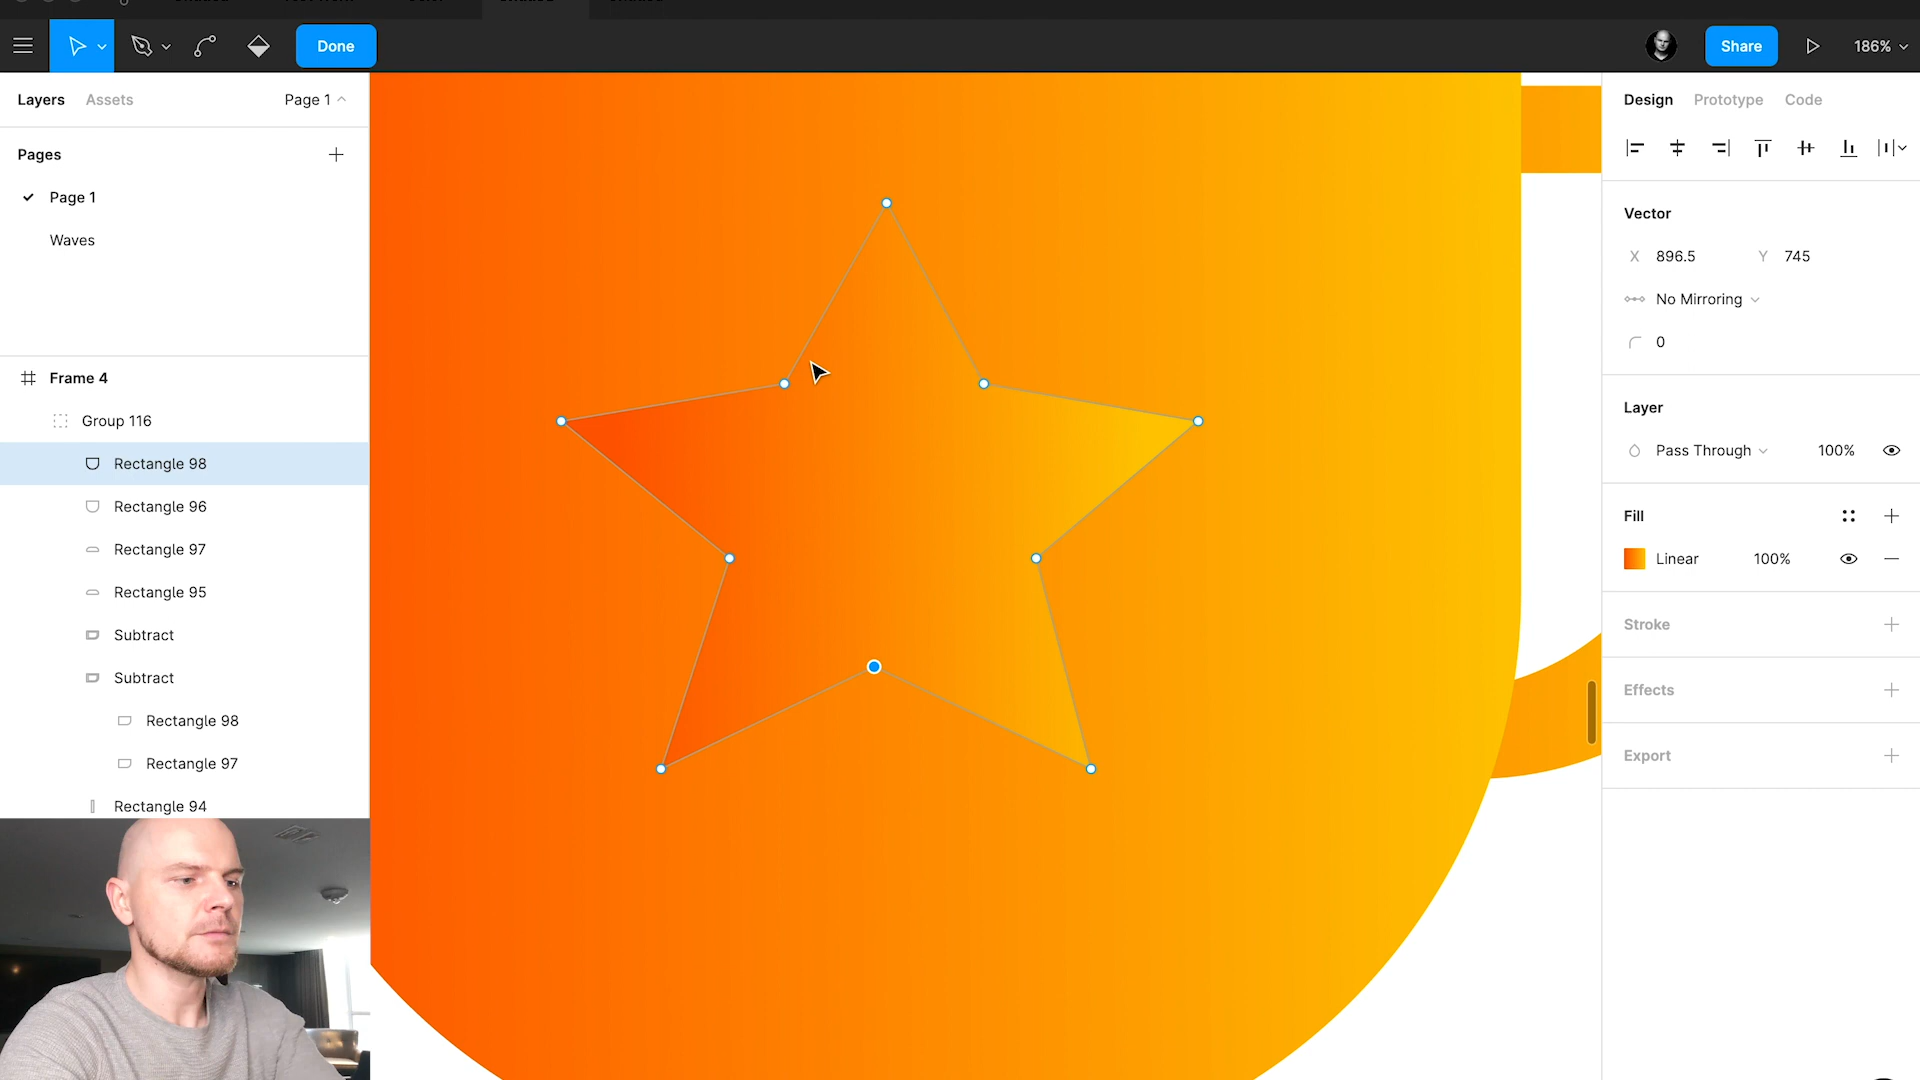 Done
Share
186%
Layers
Assets
Page 1
Pages
Page 1
Waves
Frame 4
Group 116
Rectangle 98
Rectangle 96
Rectangle 97
Rectangle 95
Subtract
Subtract
Rectangle 98
Rectangle 97
Rectangle 94
Design
Prototype
Code
Vector
X 896.5
Y 745
No Mirroring
0
Layer
Pass Through
100%
Fill
Linear
100%
Stroke
Effects
Export